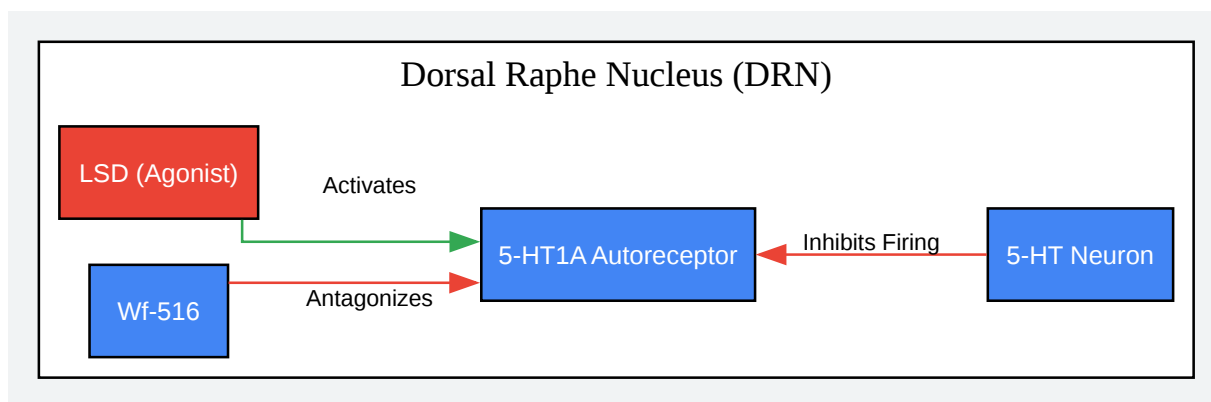 Dorsal Raphe Nucleus (DRN)
LSD (Agonist)
Activates
5-HT1A Autoreceptor
Inhibits Firing
5-HT Neuron
Wf-516
Antagonizes